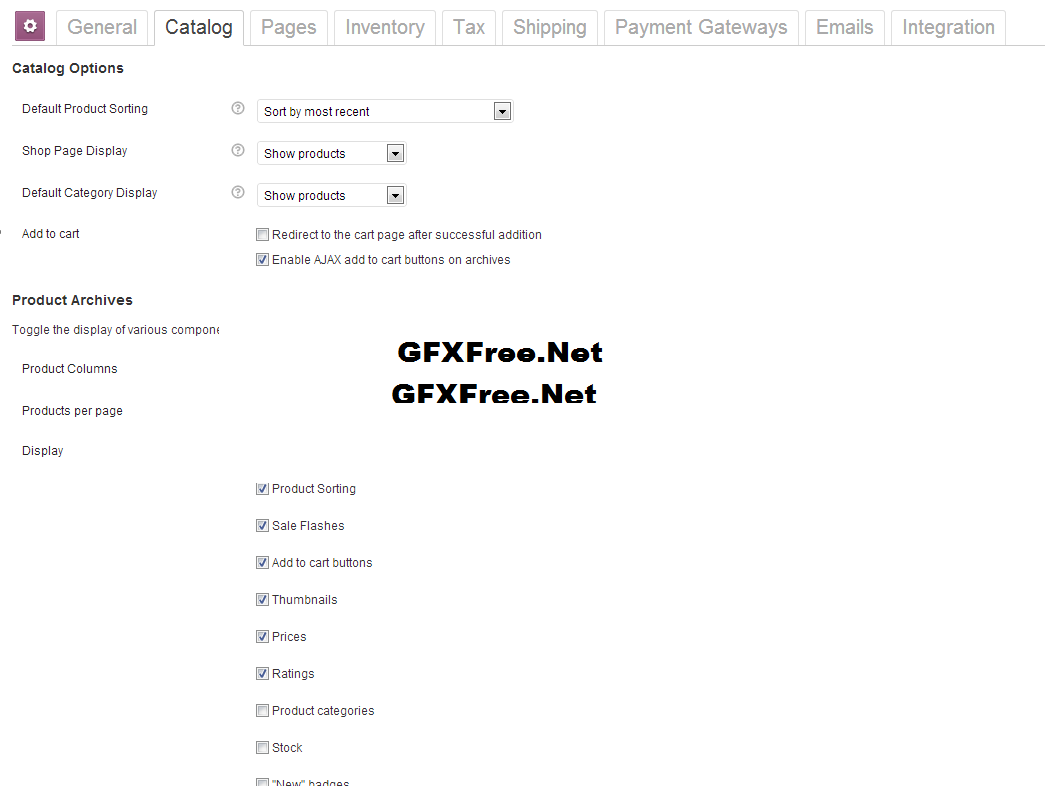 General Catalog Pages Inventory Tax Shipping Payment Gateways Emails Integration
Catalog Options
Default Product Sorting ? Sort by most recent
Shop Page Display ? Show products
Default Category Display ? Show products
Add to cart Redirect to the cart page after successful addition
Enable AJAX add to cart buttons on archives
Product Archives
Toggle the display of various compone
GFXFree.Net
Product Columns
GFXFree.Net
Products per page
Display
Product Sorting
Sale Flashes
Add to cart buttons
Thumbnails
Prices
Ratings
Product categories
Stock
"New" badges